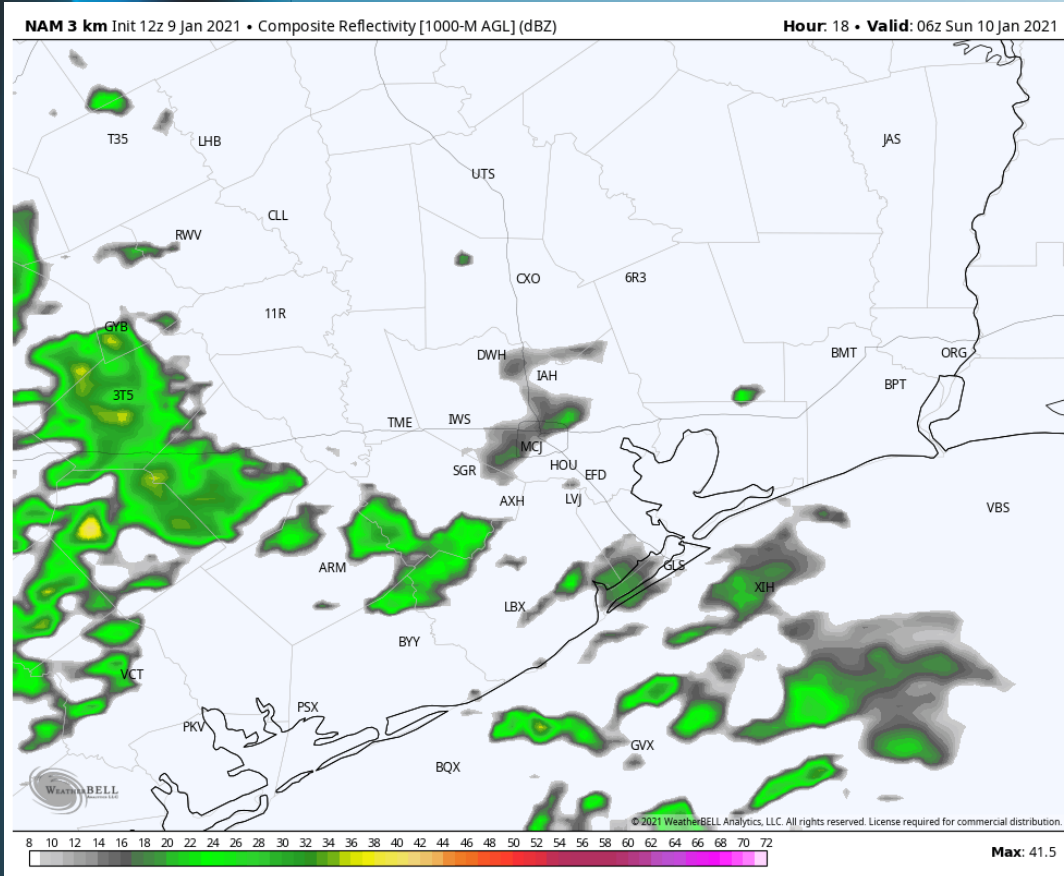 NAM 3 km Init 12z 9 Jan 2021 • Composite Reflectivity [1000-M AGL] (dBZ) Hour: 18 • Valid: 06z Sun 10 Jan 2021
T35 LHB JAS
UTS
CLL
RWV
CXO 6R3
11R
GYB
DWH BMT ORG
IAH
BPT
3T5
TME IWS
MCJ
SGR HOU
EFD
AXH LVJ
VBS
ARM GLS
XIH
LBX
BYY
VCT
PSX
PKV
GVX
BQX
WEATHERBELL
ANALYTICS LLC
© 2021 WeatherBELL Analytics, LLC. All rights reserved. License required for commercial distribution.
8 10 12 14 16 18 20 22 24 26 28 30 32 34 36 38 40 42 44 46 48 50 52 54 56 58 60 62 64 66 68 70 72
Max: 41.5